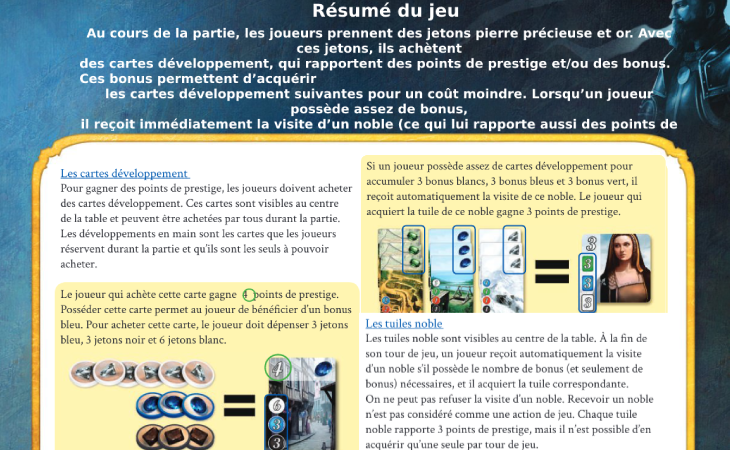 Résumé du jeu
Au cours de la partie, les joueurs prennent des jetons pierre précieuse et or. Avec
ces jetons, ils achètent
des cartes développement, qui rapportent des points de prestige et/ou des bonus.
Ces bonus permettent d’acquérir
les cartes développement suivantes pour un coût moindre. Lorsqu’un joueur
possède assez de bonus,
il reçoit immédiatement la visite d’un noble (ce qui lui rapporte aussi des points de
Les cartes développement
Pour gagner des points de prestige, les joueurs doivent acheter
des cartes développement. Ces cartes sont visibles au centre
de la table et peuvent être achetées par tous durant la partie.
Les développements en main sont les cartes que les joueurs
réservent durant la partie et qu’ils sont les seuls à pouvoir
acheter.
Le joueur qui achète cette carte gagne 4 points de prestige.
Posséder cette carte permet au joueur de bénéficier d’un bonus
bleu. Pour acheter cette carte, le joueur doit dépenser 3 jetons
bleu, 3 jetons noir et 6 jetons blanc.
4
6
3
3
Si un joueur possède assez de cartes développement pour
accumuler 3 bonus blancs, 3 bonus bleus et 3 bonus vert, il
reçoit automatiquement la visite de ce noble. Le joueur qui
acquiert la tuile de ce noble gagne 3 points de prestige.
3
3
3
3
Les tuiles noble
Les tuiles noble sont visibles au centre de la table. À la fin de
son tour de jeu, un joueur reçoit automatiquement la visite
d’un noble s’il possède le nombre de bonus (et seulement de
bonus) nécessaires, et il acquiert la tuile correspondante.
On ne peut pas refuser la visite d’un noble. Recevoir un noble
n’est pas considéré comme une action de jeu. Chaque tuile
noble rapporte 3 points de prestige, mais il n’est possible d’en
acquérir qu’une seule par tour de jeu.